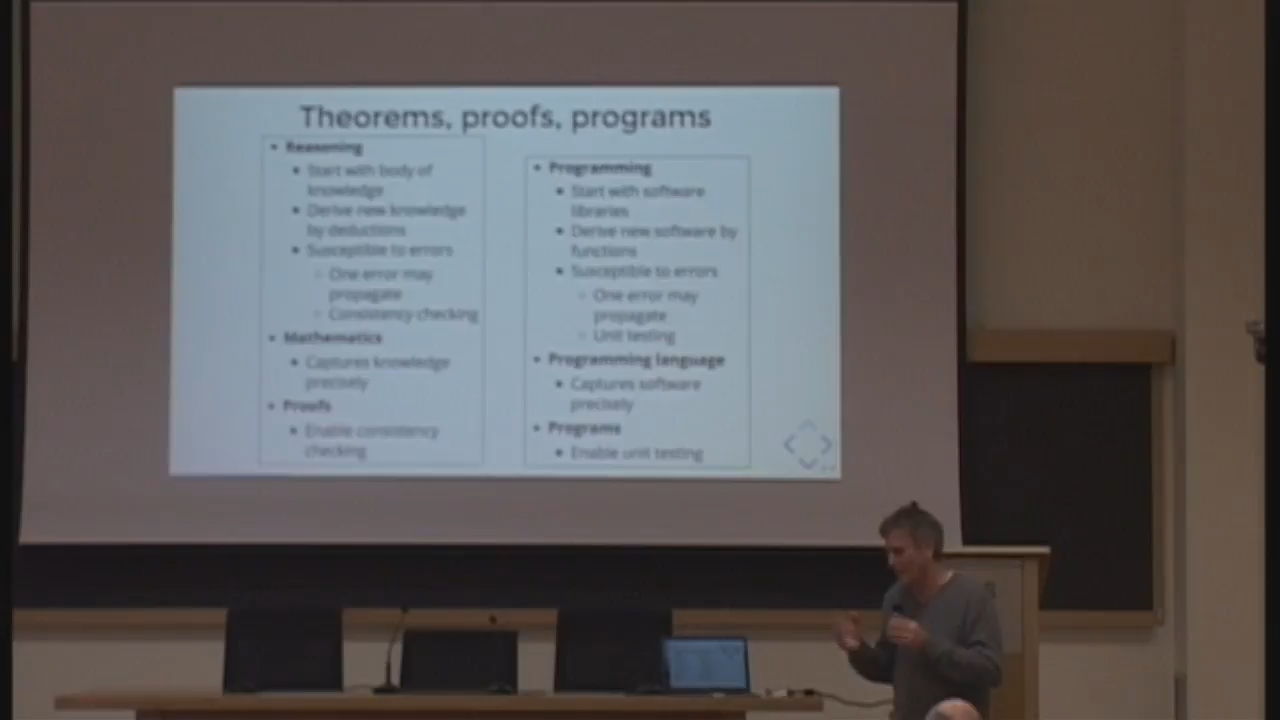 Theorems, proofs, programs
• Reasoning
• Start with body of
knowledge
• Derive new knowledge
by deductions
• Susceptible to errors
○ One error may
propagate
○ Consistency checking
• Mathematics
• Captures knowledge
precisely
• Proofs
• Enable consistency
checking
• Programming
• Start with software
libraries
• Derive new software by
functions
• Susceptible to errors
○ One error may
propagate
○ Unit testing
• Programming language
• Captures software
precisely
• Programs
• Enable unit testing